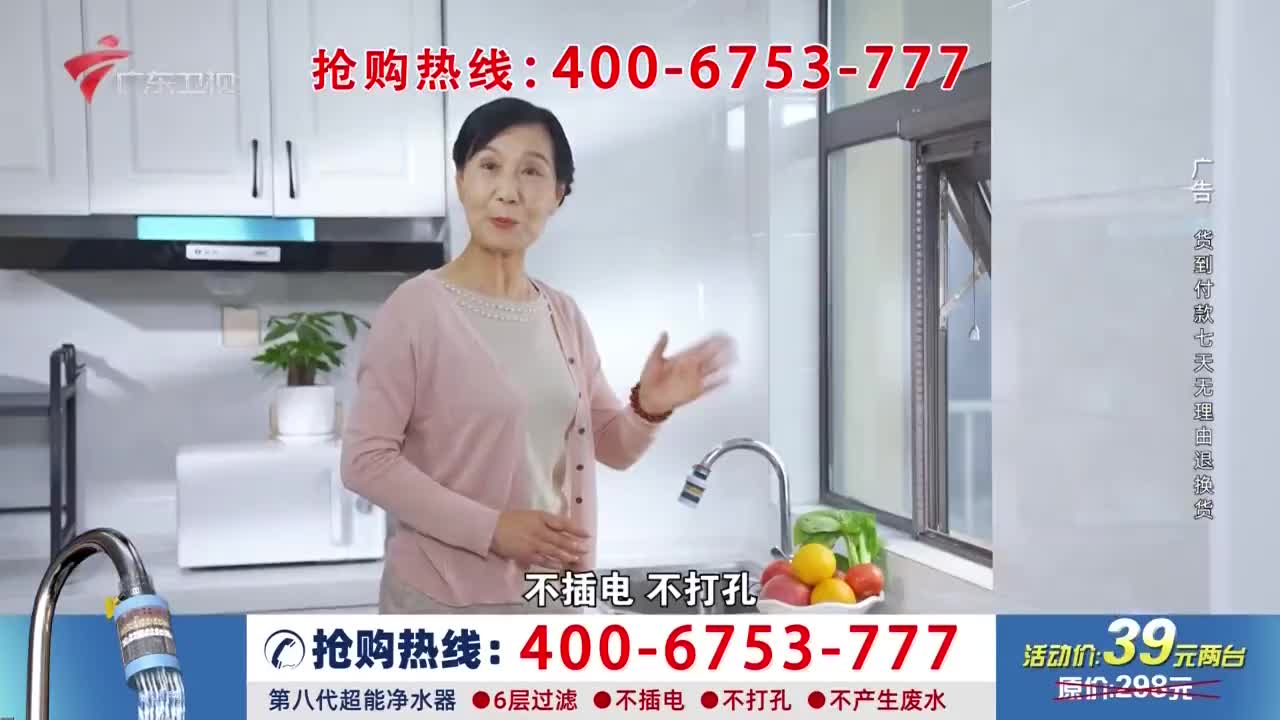 抢购热线:400-6753-777
广东卫视
广告 货到付款七天无理由退换货
不插电 不打孔
抢购热线:400-6753-777
第八代超能净水器 ●6层过滤 ●不插电 ●不打孔 ●不产生废水
活动价:39元两台
原价:298元